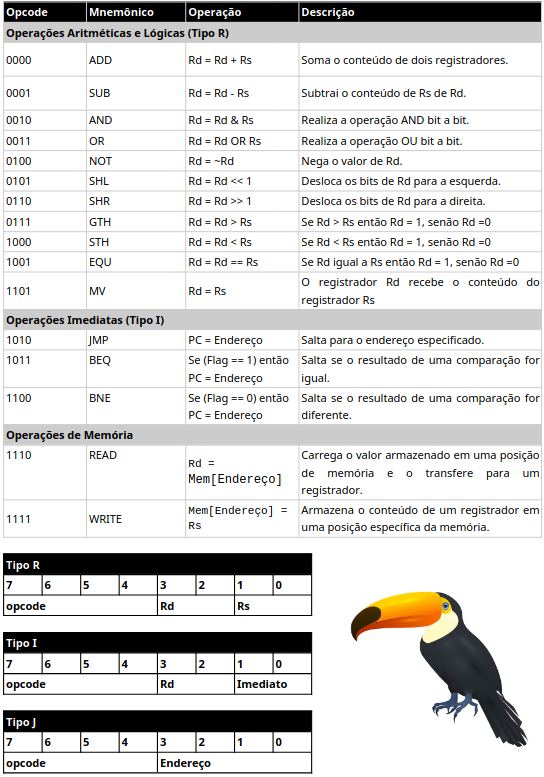 Opcode Mnemônico Operação Descrição
Operações Aritméticas e Lógicas (Tipo R)
0000 ADD Rd = Rd + Rs Soma o conteúdo de dois registradores.
0001 SUB Rd = Rd - Rs Subtrai o conteúdo de Rs de Rd.
0010 AND Rd = Rd & Rs Realiza a operação AND bit a bit.
0011 OR Rd = Rd OR Rs Realiza a operação OU bit a bit.
0100 NOT Rd = ~Rd Nega o valor de Rd.
0101 SHL Rd = Rd << 1 Desloca os bits de Rd para a esquerda.
0110 SHR Rd = Rd >> 1 Desloca os bits de Rd para a direita.
0111 GTH Rd = Rd > Rs Se Rd > Rs então Rd = 1, senão Rd =0
1000 STH Rd = Rd < Rs Se Rd < Rs então Rd = 1, senão Rd =0
1001 EQU Rd = Rd == Rs Se Rd igual a Rs então Rd = 1, senão Rd =0
1101 MV Rd = Rs O registrador Rd recebe o conteúdo do
registrador Rs
Operações Imediatas (Tipo I)
1010 JMP PC = Endereço Salta para o endereço especificado.
1011 BEQ Se (Flag == 1) então Salta se o resultado de uma comparação for
PC = Endereço igual.
1100 BNE Se (Flag == 0) então Salta se o resultado de uma comparação for
PC = Endereço diferente.
Operações de Memória
1110 READ Rd = Carrega o valor armazenado em uma posição
Mem[Endereço] de memória e o transfere para um
registrador.
1111 WRITE Mem[Endereço] = Armazena o conteúdo de um registrador em
Rs uma posição específica da memória.
Tipo R
7 6 5 4 3 2 1 0
opcode Rd Rs
Tipo I
7 6 5 4 3 2 1 0
opcode Rd Imediato
Tipo J
7 6 5 4 3 2 1 0
opcode Endereço